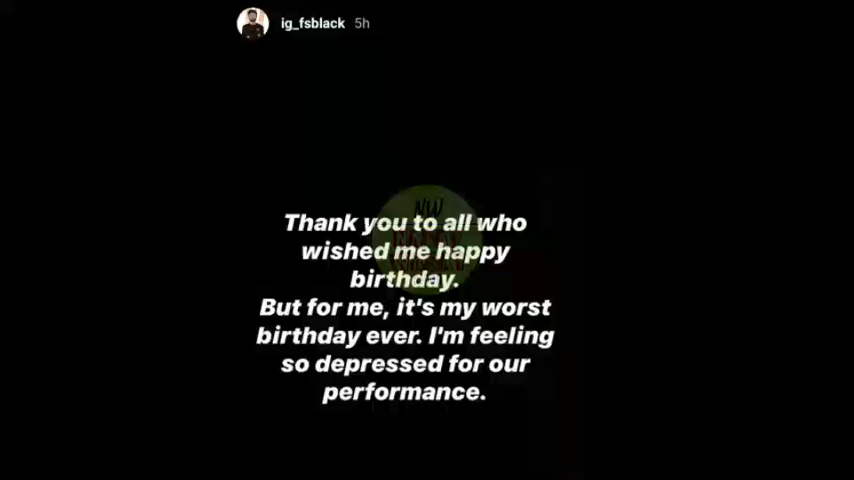 ig_fsblack 5h
NW
Thank you to all who
wished me happy
birthday.
But for me, it's my worst
birthday ever. I'm feeling
so depressed for our
performance.